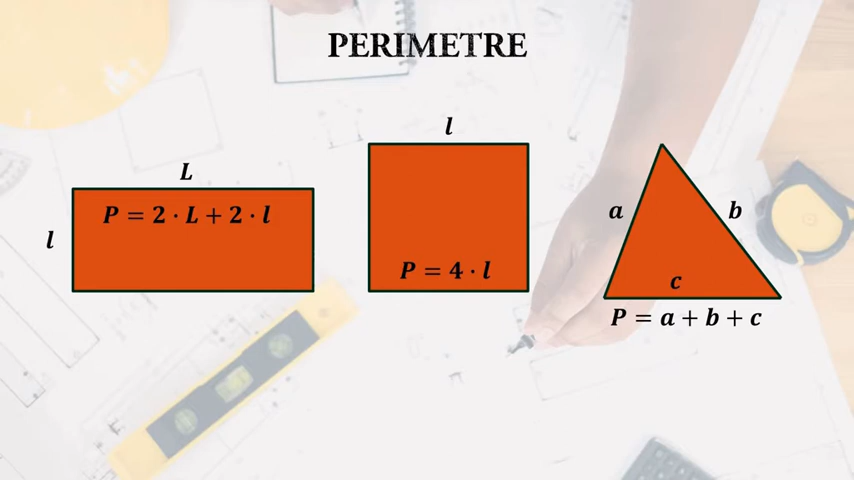 PERIMETRE
L
l
P = 2 · L + 2 · l
l
P = 4 · l
a
b
c
P = a + b + c